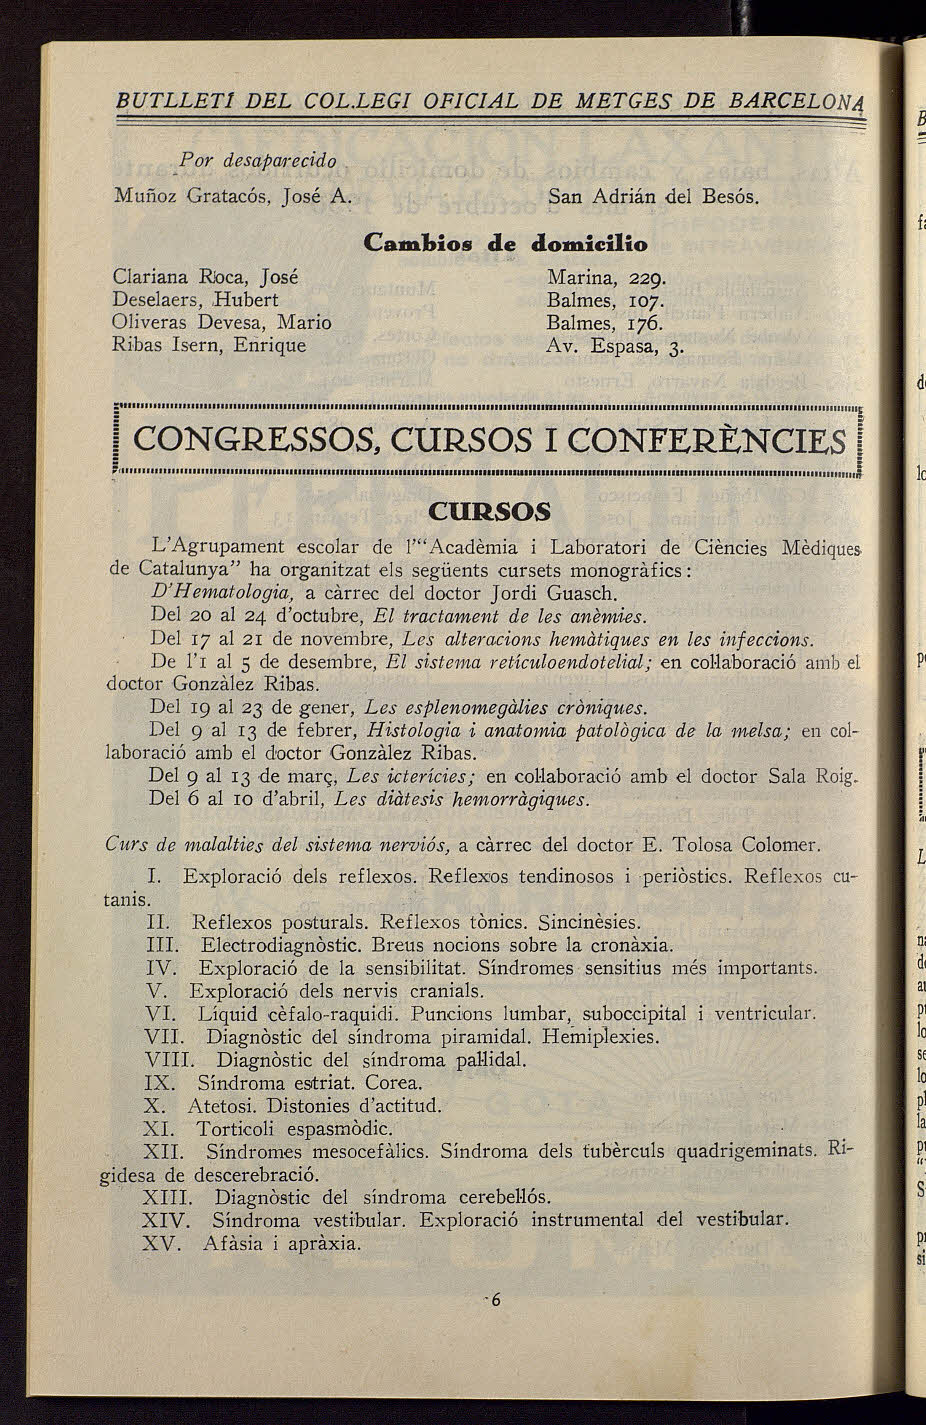 BUTLLETÍ DEL COL.LEGI OFICIAL DE METGES DE BARCELONA
Por desaparecido
Muñoz Gratacós, José A. San Adrián del Besós.
Cambios de domicilio
Clariana Roca, José Marina, 229.
Deselaers, Hubert Balmes, 107.
Oliveras Devesa, Mario Balmes, 176.
Ribas Isern, Enrique Av. Espasa, 3.
CONGRESSOS, CURSOS I CONFERÈNCIES
CURSOS
L'Agrupament escolar de l'"Acadèmia i Laboratori de Ciències Mèdiques
de Catalunya" ha organitzat els següents cursets monogràfics:
D'Hematologia, a càrrec del doctor Jordi Guasch.
Del 20 al 24 d'octubre, El tractament de les anèmies.
Del 17 al 21 de novembre, Les alteracions hemàtiques en les infeccions.
De l'1 al 5 de desembre, El sistema reticuloendotelial; en col·laboració amb el
doctor Gonzàlez Ribas.
Del 19 al 23 de gener, Les esplenomegàlies cròniques.
Del 9 al 13 de febrer, Histologia i anatomia patològica de la melsa; en col-
laboració amb el doctor Gonzàlez Ribas.
Del 9 al 13 de març, Les icterícies; en col·laboració amb el doctor Sala Roig.
Del 6 al 10 d'abril, Les diàtesis hemorràgiques.
Curs de malalties del sistema nerviós, a càrrec del doctor E. Tolosa Colomer.
I. Exploració dels reflexos. Reflexos tendinosos i periòstics. Reflexos cu-
tanis.
II. Reflexos posturals. Reflexos tònics. Sincinèsies.
III. Electrodiagnòstic. Breus nocions sobre la cronàxia.
IV. Exploració de la sensibilitat. Síndromes sensitius més importants.
V. Exploració dels nervis cranials.
VI. Líquid cèfalo-raquidi. Puncions lumbar, suboccipital i ventricular.
VII. Diagnòstic del síndroma piramidal. Hemiplexies.
VIII. Diagnòstic del síndroma pal·lidal.
IX. Síndroma estriat. Corea.
X. Atetosi. Distonies d'actitud.
XI. Torticoli espasmòdic.
XII. Síndromes mesocefàlics. Síndroma dels tubèrculs quadrigeminats. Ri-
gidesa de descerebració.
XIII. Diagnòstic del síndroma cerebel·lós.
XIV. Síndroma vestibular. Exploració instrumental del vestibular.
XV. Afàsia i apràxia.
6